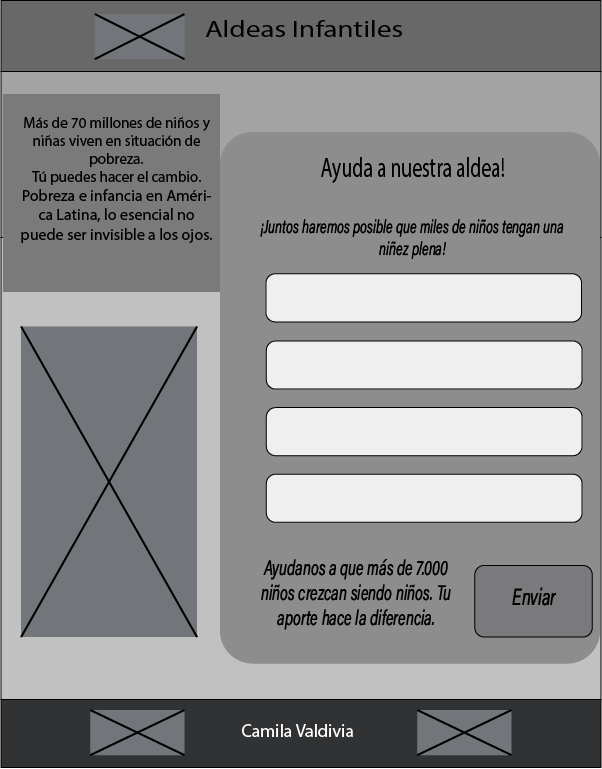 Aldeas Infantiles
Más de 70 millones de niños y
niñas viven en situación de
pobreza.
Tú puedes hacer el cambio.
Pobreza e infancia en Améri-
ca Latina, lo esencial no
puede ser invisible a los ojos.
Ayuda a nuestra aldea!
¡Juntos haremos posible que miles de niños tengan una
niñez plena!
Ayudanos a que más de 7.000
niños crezcan siendo niños. Tu
aporte hace la diferencia.
Enviar
Camila Valdivia